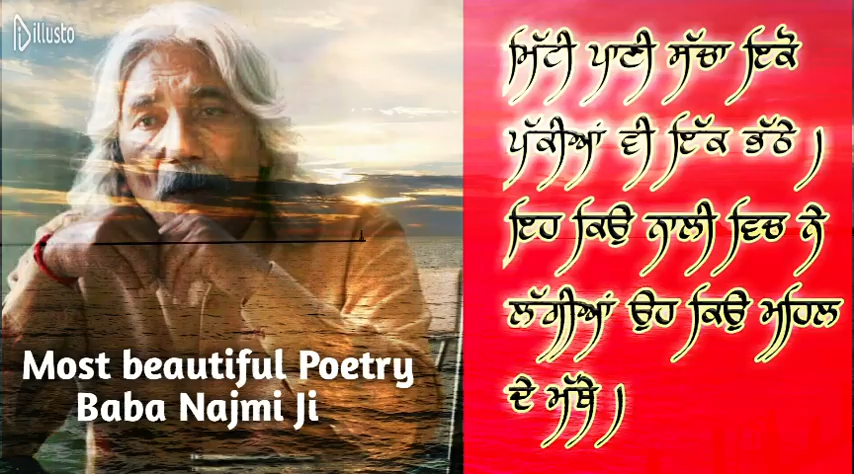 illusto
Most beautiful Poetry
Baba Najmi Ji
ਮਿੱਟੀ ਪਾਣੀ ਸੱਚਾ ਇਕੋ
ਪੱਕੀਆਂ ਵੀ ਇੱਕ ਭੱਠੇ ।
ਇਹ ਕਿਉ ਨਾਲੀ ਵਿਚ ਨੇ
ਲੱਗੀਆਂ ਉਹ ਕਿਉ ਮਹਿਲ
ਦੇ ਮੱਥੇ ।